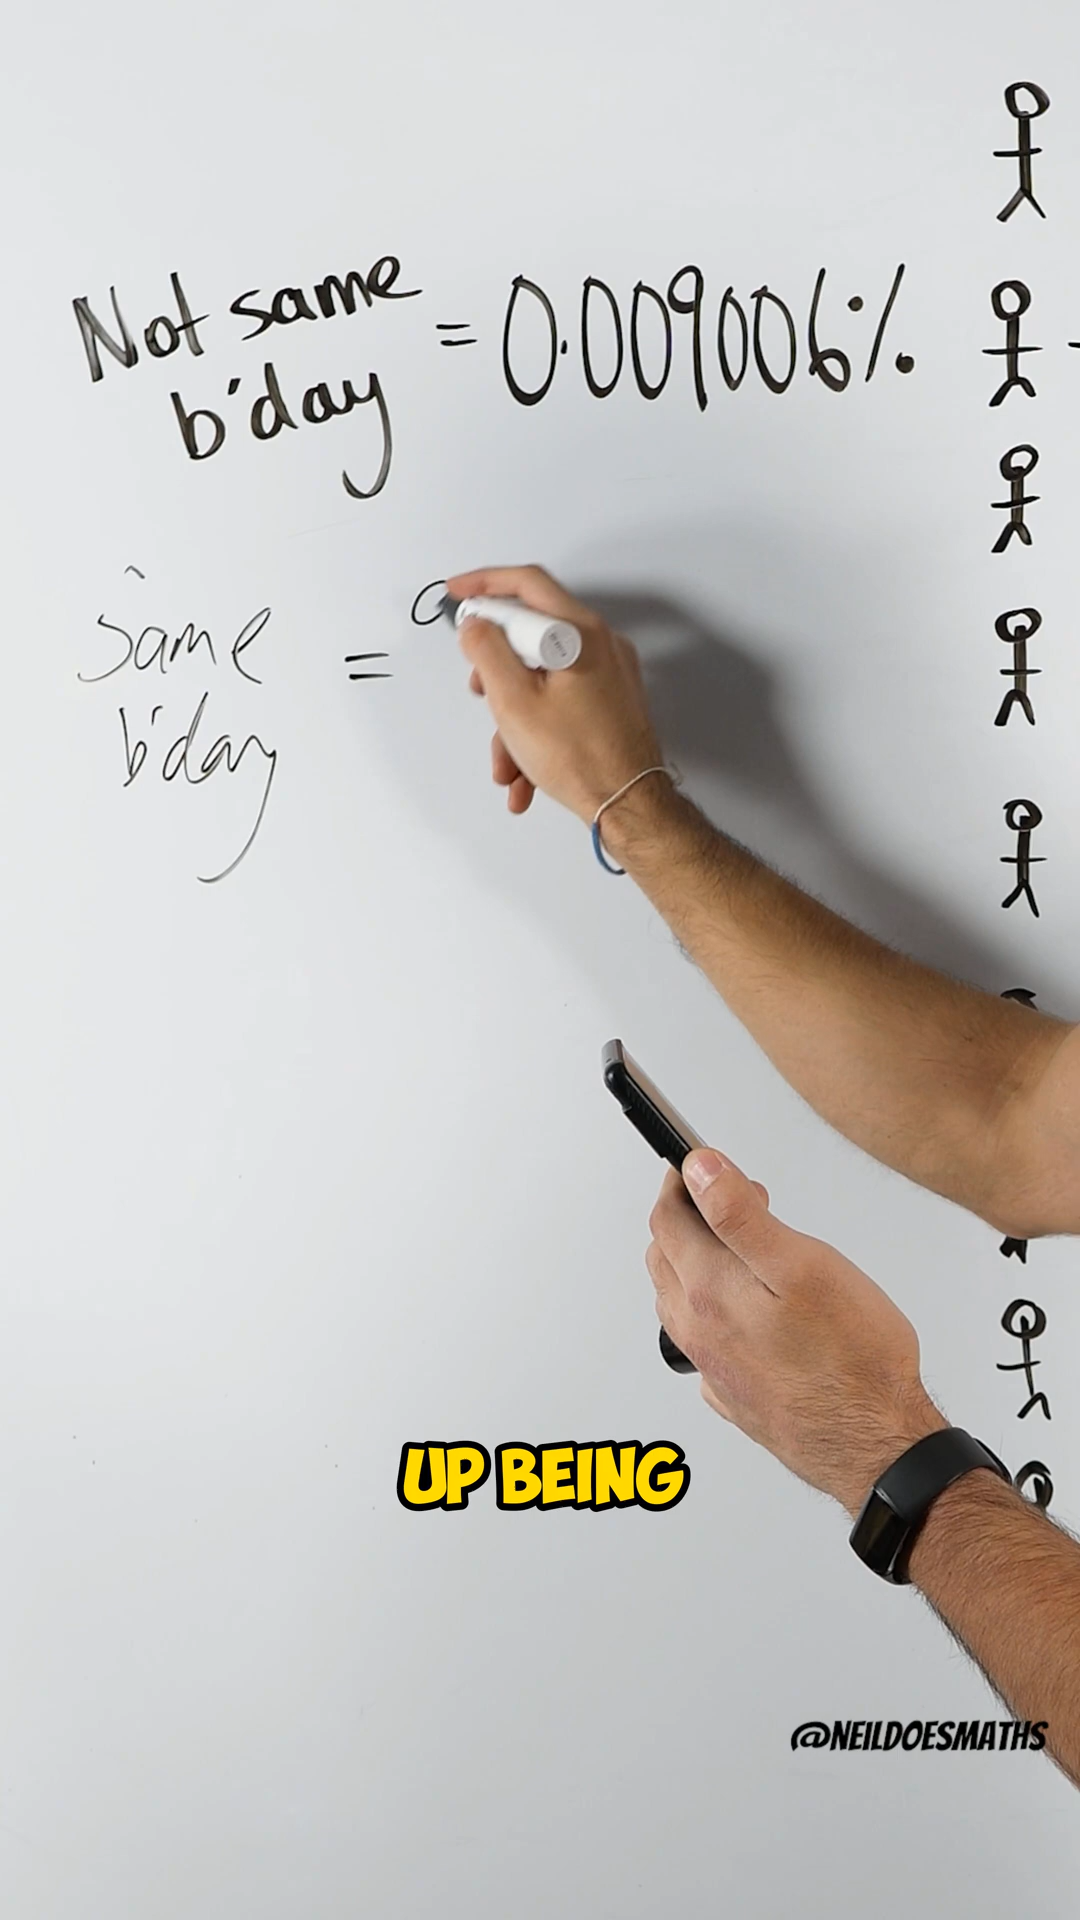 Not same
b'day
= 0.009006%
same
b'day
=
UP BEING
@NEILDOESMATHS